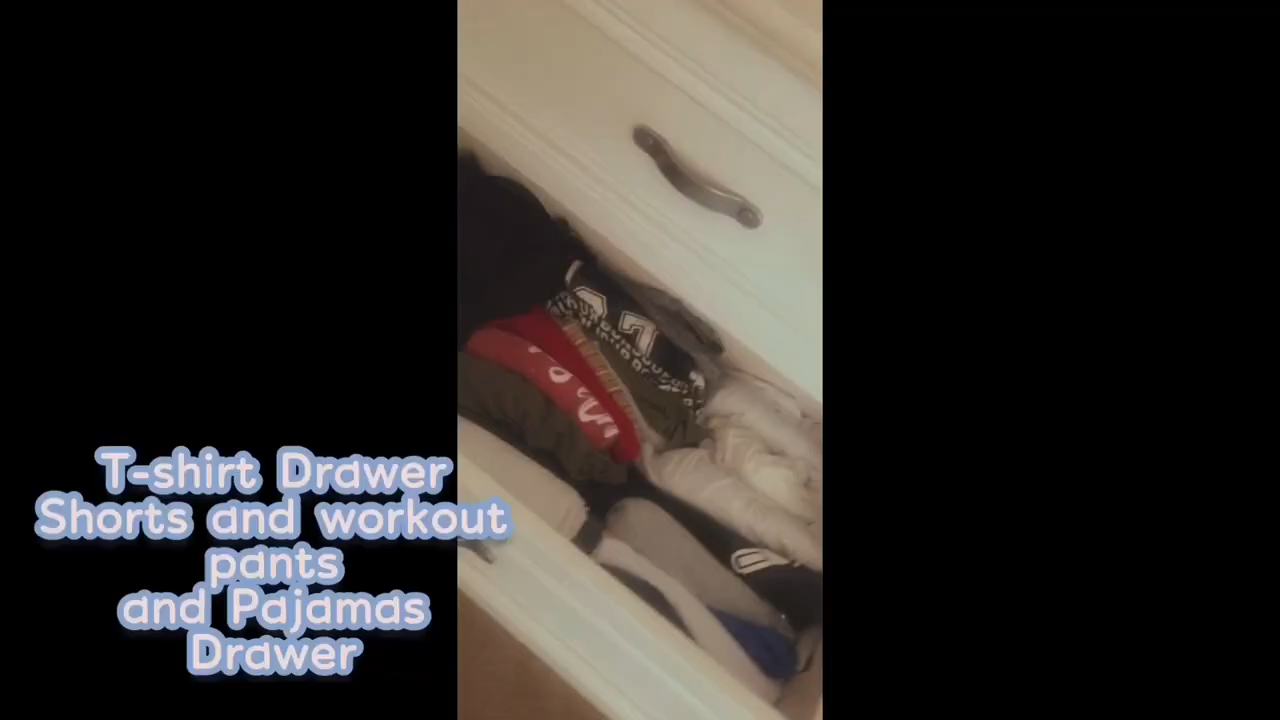 T-shirt Drawer
Shorts and workout
pants
and Pajamas
Drawer